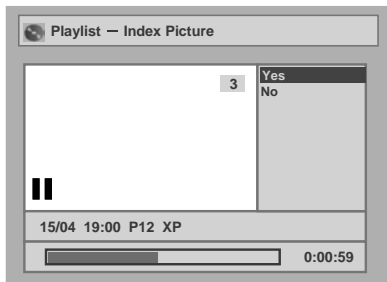 Playlist — Index Picture
3
Yes
No
15/04 19:00 P12 XP
0:00:59